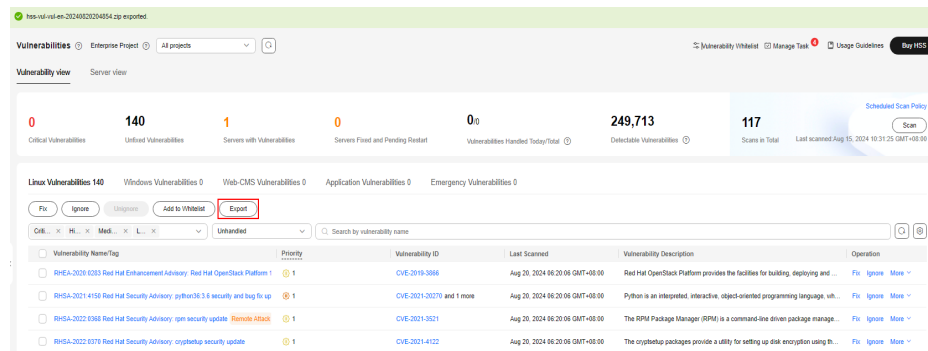 hss-vul-vul-en-20240820204854.zip exported.
Vulnerabilities Enterprise Project All projects Vulnerability Whitelist Manage Task 4 Usage Guidelines Buy HSS
Vulnerability view Server view
Scheduled Scan Policy
0 140 1 0 0/0 249,713 117 Scan
Critical Vulnerabilities Unfixed Vulnerabilities Servers with Vulnerabilities Servers Fixed and Pending Restart Vulnerabilities Handled Today/Total Detectable Vulnerabilities Scans in Total Last scanned:Aug 15, 2024 10:31:25 GMT+08:00
Linux Vulnerabilities 140 Windows Vulnerabilities 0 Web-CMS Vulnerabilities 0 Application Vulnerabilities 0 Emergency Vulnerabilities 0
Fix Ignore Unignore Add to Whitelist Export
Criti... × Hi... × Medi... × L... × Unhandled Search by vulnerability name
Vulnerability Name/Tag Priority Vulnerability ID Last Scanned Vulnerability Description Operation
RHEA-2020:0283 Red Hat Enhancement Advisory: Red Hat OpenStack Platform 1 1 CVE-2019-3866 Aug 20, 2024 06:20:06 GMT+08:00 Red Hat OpenStack Platform provides the facilities for building, deploying and ... Fix Ignore More
RHSA-2021:4150 Red Hat Security Advisory: python36:3.6 security and bug fix up 1 CVE-2021-20270 and 1 more Aug 20, 2024 06:20:06 GMT+08:00 Python is an interpreted, interactive, object-oriented programming language, wh... Fix Ignore More
RHSA-2022:0368 Red Hat Security Advisory: rpm security update Remote Attack 1 CVE-2021-3521 Aug 20, 2024 06:20:06 GMT+08:00 The RPM Package Manager (RPM) is a command-line driven package manage... Fix Ignore More
RHSA-2022:0370 Red Hat Security Advisory: cryptsetup security update 1 CVE-2021-4122 Aug 20, 2024 06:20:06 GMT+08:00 The cryptsetup packages provide a utility for setting up disk encryption using th... Fix Ignore More